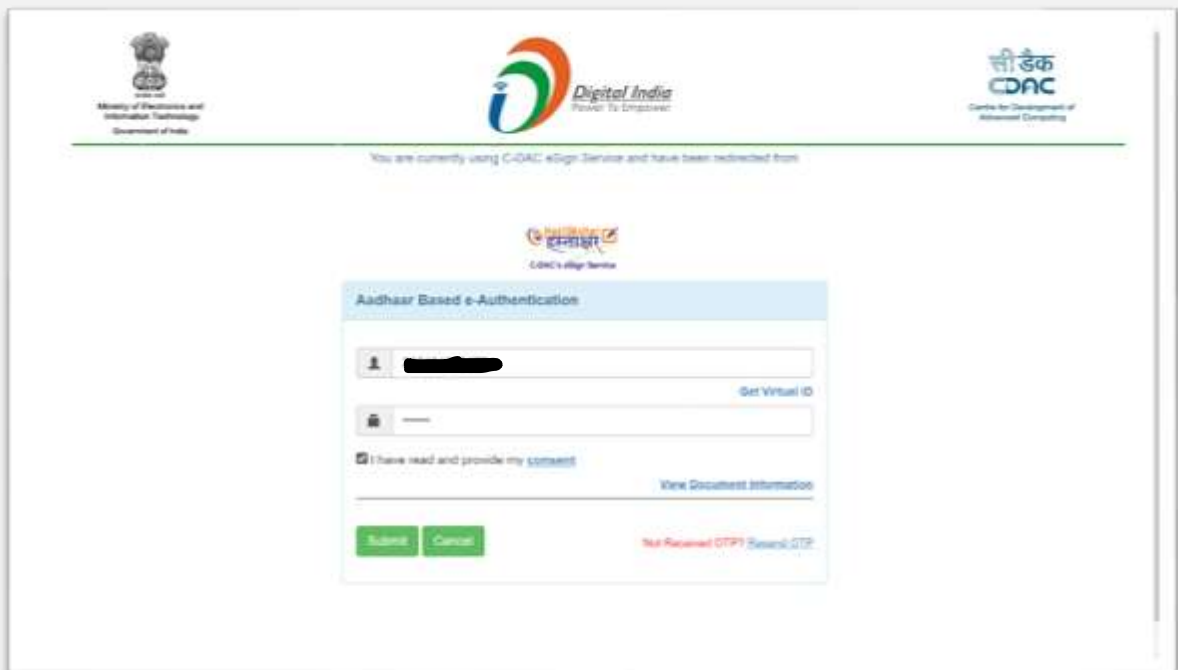 Ministry of Electronics and
Information Technology
Government of India
Digital India
Power To Empower
सी डैक
CDAC
Centre for Development of
Advanced Computing
You are currently using C-DAC eSign Service and have been redirected from
हस्ताक्षर
C-DAC's eSign Service
Aadhaar Based e-Authentication
Get Virtual ID
I have read and provide my consent
View Document Information
Submit Cancel Not Received OTP? Resend OTP